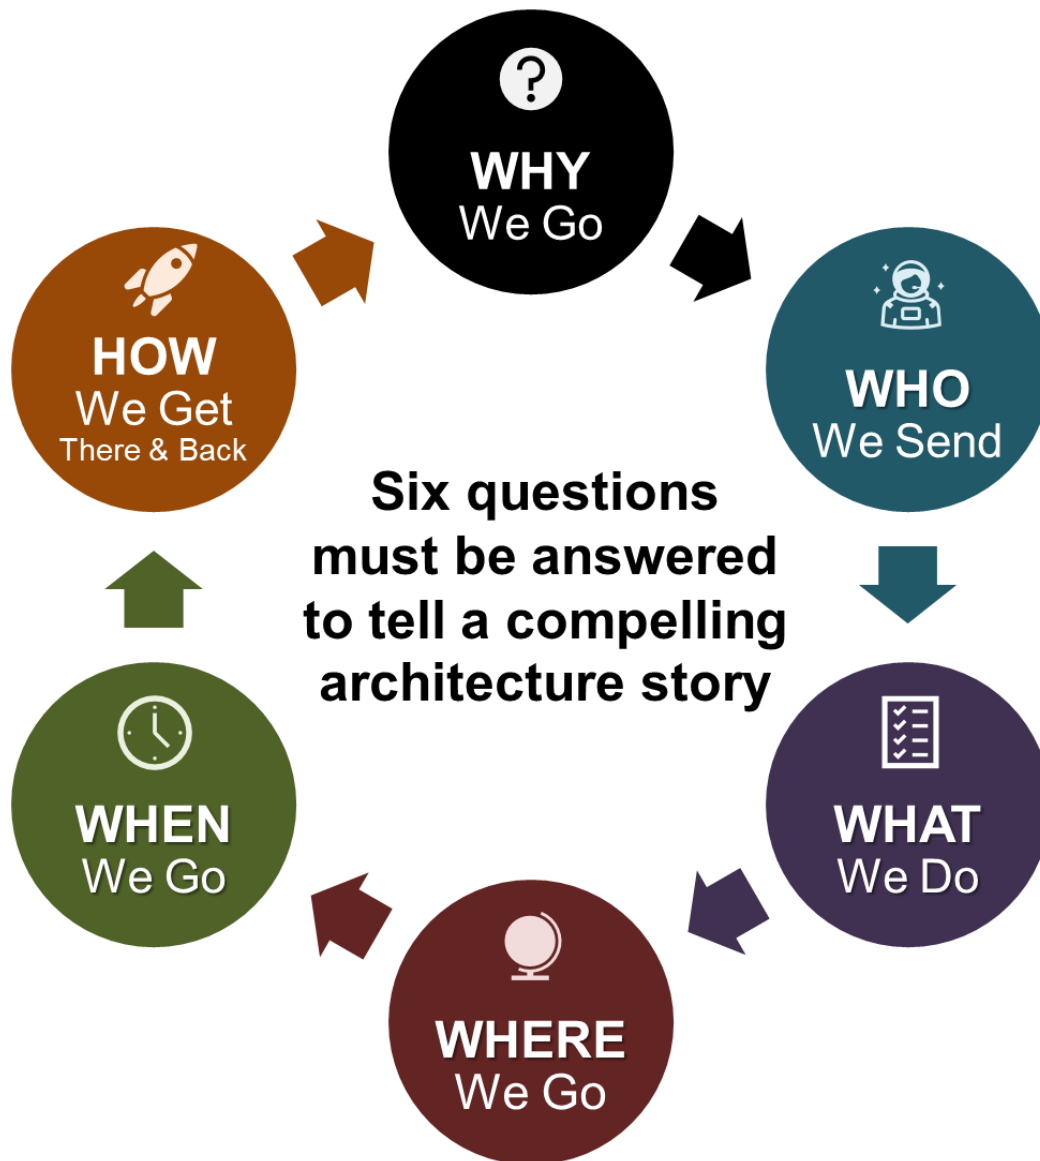 WHY
We Go
WHO
We Send
WHAT
We Do
WHERE
We Go
WHEN
We Go
HOW
We Get
There & Back
Six questions
must be answered
to tell a compelling
architecture story